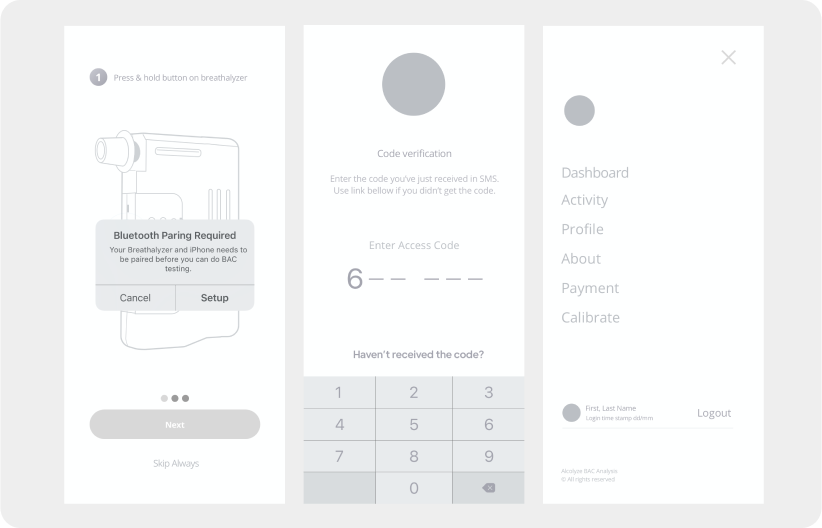 1 Press & hold button on breathalyzer
Bluetooth Paring Required
Your Breathalyzer and iPhone needs to
be paired before you can do BAC
testing.
Cancel Setup
Next
Skip Always
Code verification
Enter the code you've just received in SMS.
Use link bellow if you didn't get the code.
Enter Access Code
6 – – – – –
Haven't received the code?
1 2 3
4 5 6
7 8 9
0
Dashboard
Activity
Profile
About
Payment
Calibrate
First, Last Name
Login time stamp dd/mm
Logout
Alcolyze BAC Analysis
© All rights reserved